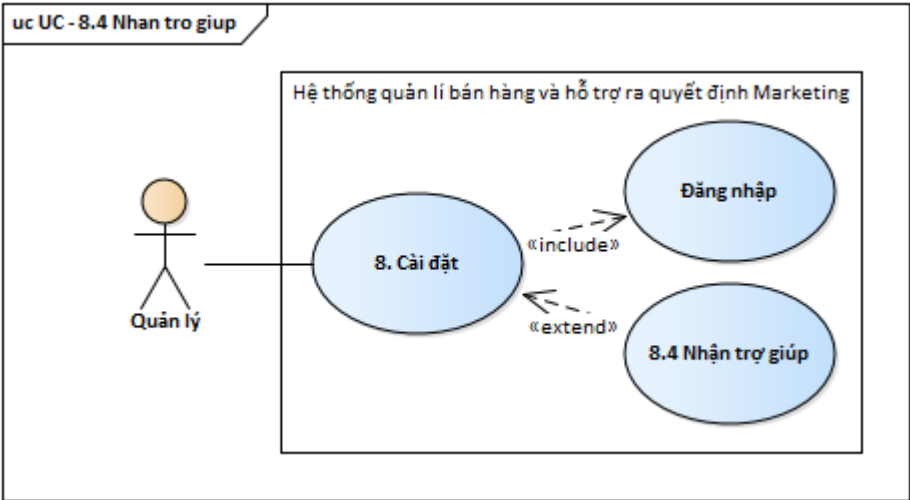 uc UC - 8.4 Nhan tro giup
Hệ thống quản lí bán hàng và hỗ trợ ra quyết định Marketing
Đăng nhập
«include»
8. Cài đặt
Quản lý
«extend»
8.4 Nhận trợ giúp